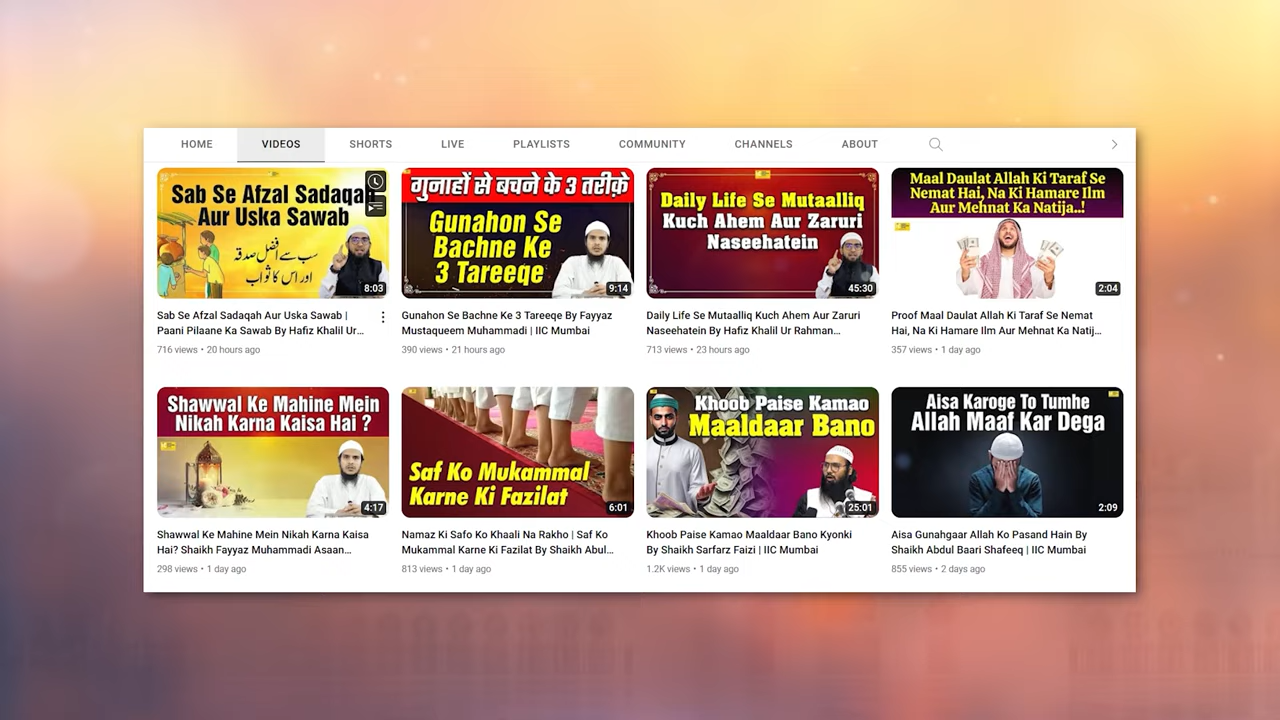 HOME VIDEOS SHORTS LIVE PLAYLISTS COMMUNITY CHANNELS ABOUT
Sab Se Afzal Sadaqah
Aur Uska Sawab
سب سے افضل صدقہ
اور اس کا ثواب
8:03
Sab Se Afzal Sadaqah Aur Uska Sawab |
Paani Pilaane Ka Sawab By Hafiz Khalil Ur...
716 views • 20 hours ago
गुनाहों से बचने के 3 तरीक़े
Gunahon Se
Bachne Ke
3 Tareeqe
9:14
Gunahon Se Bachne Ke 3 Tareeqe By Fayyaz
Mustaqueem Muhammadi | IIC Mumbai
390 views • 21 hours ago
Daily Life Se Mutaalliq
Kuch Ahem Aur Zaruri
Naseehatein
45:30
Daily Life Se Mutaalliq Kuch Ahem Aur Zaruri
Naseehatein By Hafiz Khalil Ur Rahman...
713 views • 23 hours ago
Maal Daulat Allah Ki Taraf Se
Nemat Hai, Na Ki Hamare Ilm
Aur Mehnat Ka Natija..!
2:04
Proof Maal Daulat Allah Ki Taraf Se Nemat
Hai, Na Ki Hamare Ilm Aur Mehnat Ka Natij...
357 views • 1 day ago
Shawwal Ke Mahine Mein
Nikah Karna Kaisa Hai ?
4:17
Shawwal Ke Mahine Mein Nikah Karna Kaisa
Hai? Shaikh Fayyaz Muhammadi Asaan...
298 views • 1 day ago
Saf Ko Mukammal
Karne Ki Fazilat
6:01
Namaz Ki Safo Ko Khaali Na Rakho | Saf Ko
Mukammal Karne Ki Fazilat By Shaikh Abul...
813 views • 1 day ago
Khoob Paise Kamao
Maaldaar Bano
25:01
Khoob Paise Kamao Maaldaar Bano Kyonki
By Shaikh Sarfarz Faizi | IIC Mumbai
1.2K views • 1 day ago
Aisa Karoge To Tumhe
Allah Maaf Kar Dega
2:09
Aisa Gunahgaar Allah Ko Pasand Hain By
Shaikh Abdul Baari Shafeeq | IIC Mumbai
855 views • 2 days ago